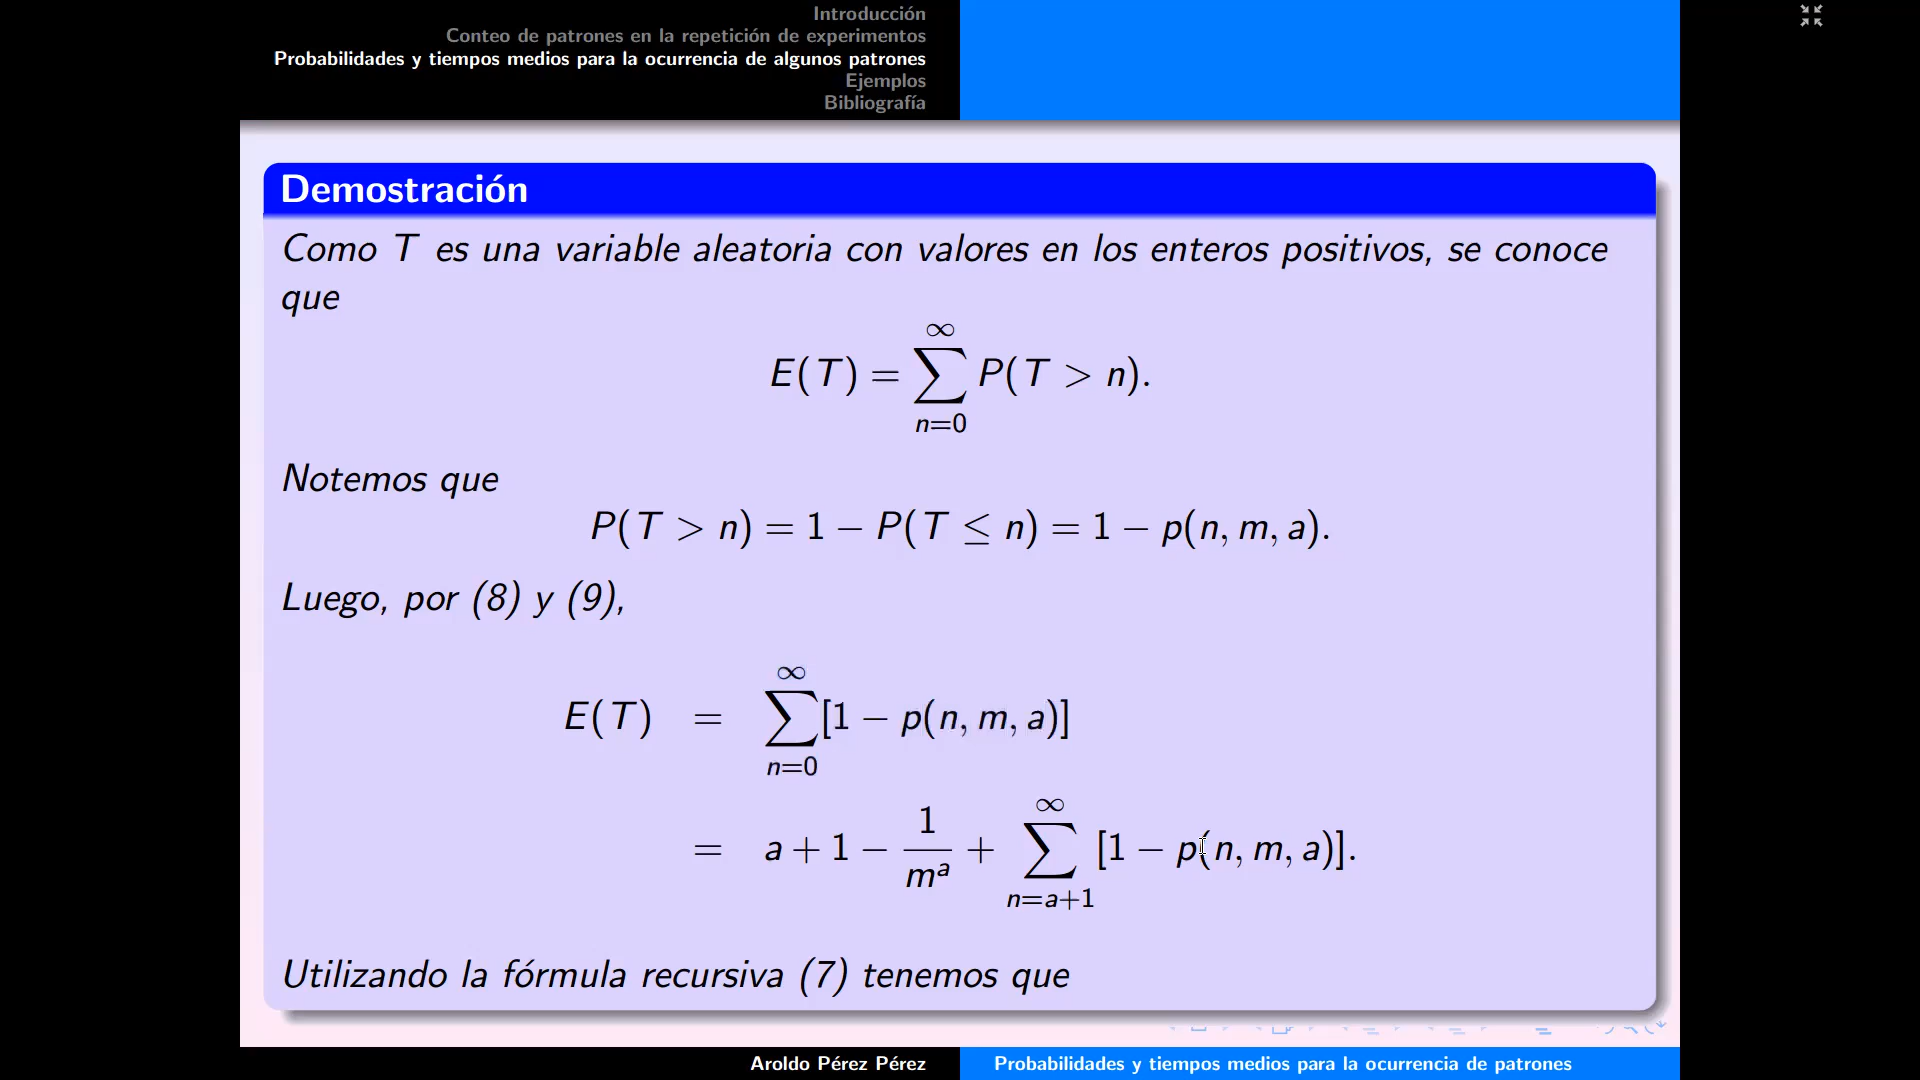 Introducción
Conteo de patrones en la repetición de experimentos
Probabilidades y tiempos medios para la ocurrencia de algunos patrones
Ejemplos
Bibliografía
Demostración
Como T es una variable aleatoria con valores en los enteros positivos, se conoce
que
E(T) = ∑_{n=0}^{∞} P(T > n).
Notemos que
P(T > n) = 1 − P(T ≤ n) = 1 − p(n, m, a).
Luego, por (8) y (9),
E(T) = ∑_{n=0}^{∞} [1 − p(n, m, a)]
= a + 1 − \frac{1}{m^a} + ∑_{n=a+1}^{∞} [1 − p(n, m, a)].
Utilizando la fórmula recursiva (7) tenemos que
Aroldo Pérez Pérez
Probabilidades y tiempos medios para la ocurrencia de patrones